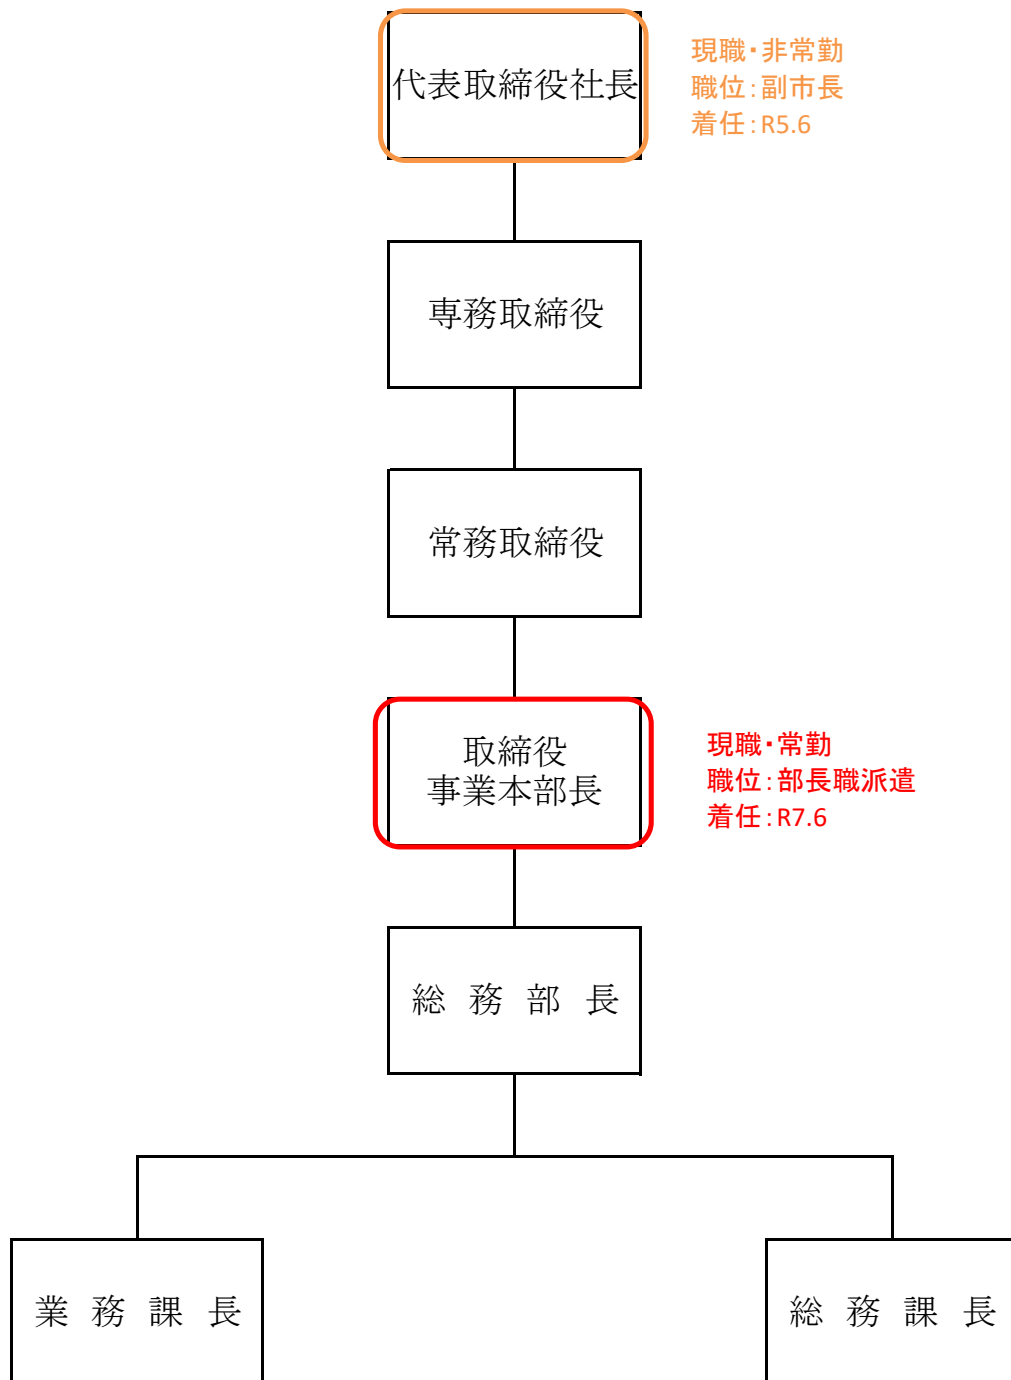 代表取締役社長
現職・非常勤
職位：副市長
着任：R5.6
専務取締役
常務取締役
取締役
事業本部長
現職・常勤
職位：部長職派遣
着任：R7.6
総務部長
業務課長
総務課長